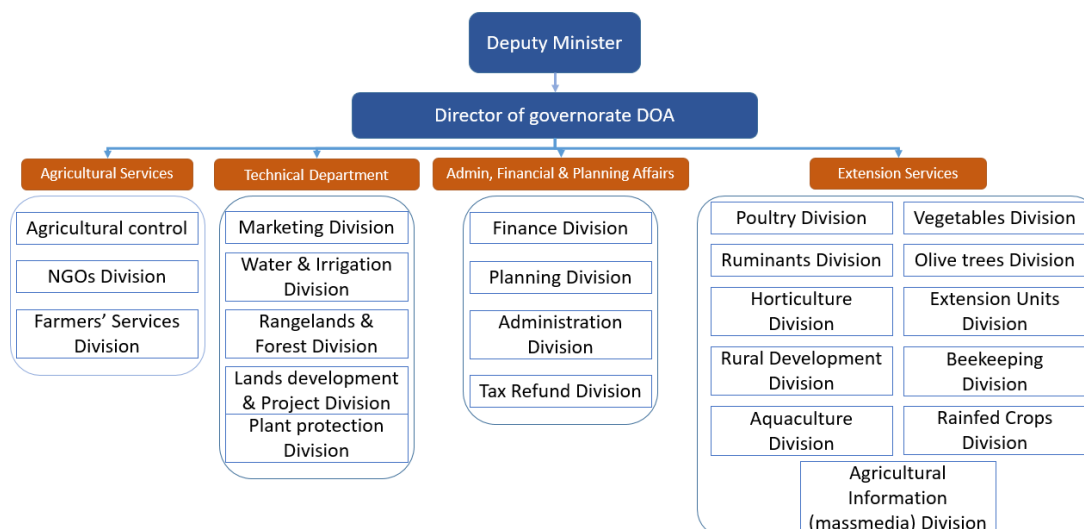 Deputy Minister
Director of governorate DOA
Agricultural Services
Agricultural control
NGOs Division
Farmers’ Services
Division
Technical Department
Marketing Division
Water & Irrigation
Division
Rangelands &
Forest Division
Lands development
& Project Division
Plant protection
Division
Admin, Financial & Planning Affairs
Finance Division
Planning Division
Administration
Division
Tax Refund Division
Extension Services
Poultry Division
Vegetables Division
Ruminants Division
Olive trees Division
Horticulture
Division
Extension Units
Division
Rural Development
Division
Beekeeping
Division
Aquaculture
Division
Rainfed Crops
Division
Agricultural
Information
(massmedia) Division